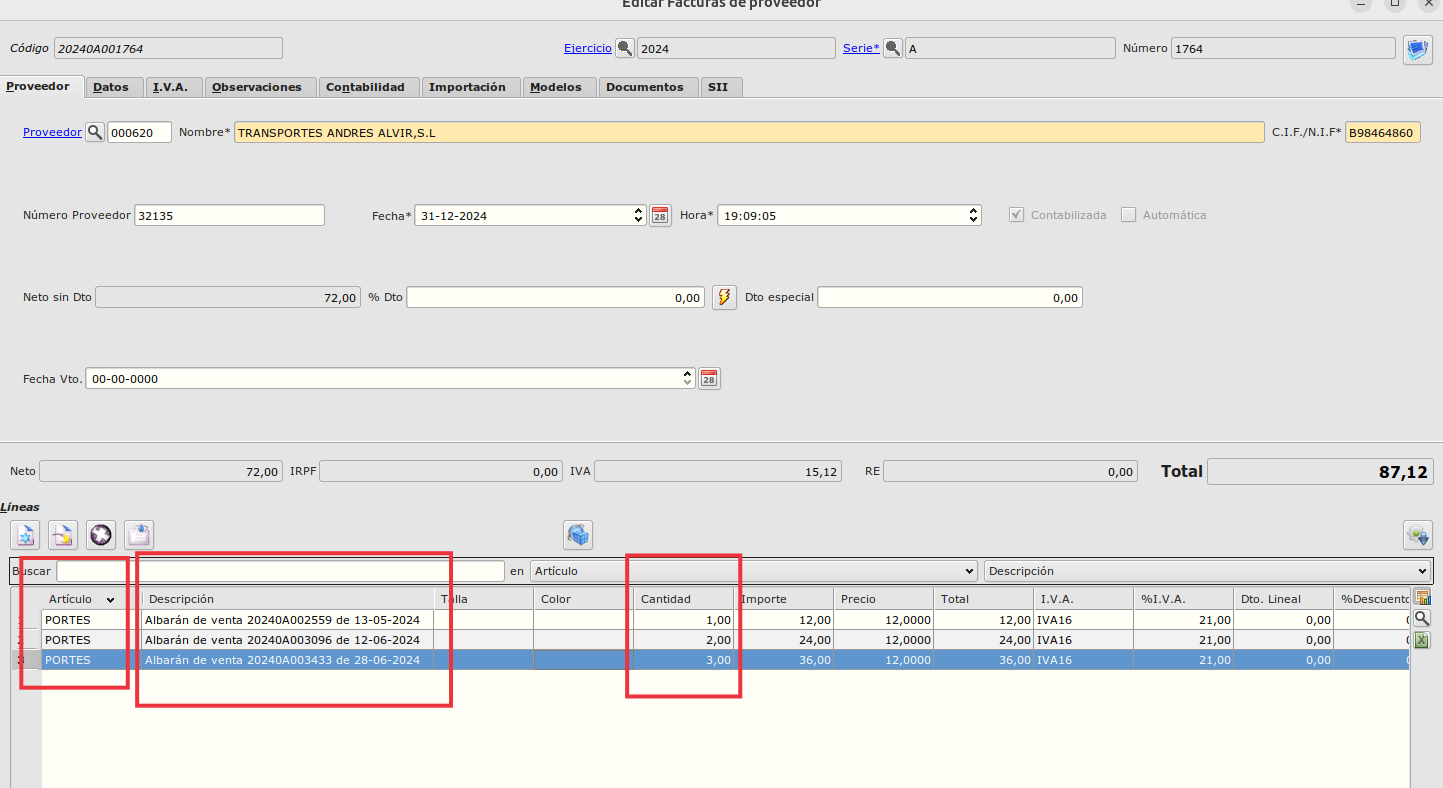 Editar Facturas de proveedor
Código 20240A001764 Ejercicio 2024 Serie* A Número 1764
Proveedor Datos I.V.A. Observaciones Contabilidad Importación Modelos Documentos SII
Proveedor 000620 Nombre* TRANSPORTES ANDRES ALVIR,S.L C.I.F./N.I.F* B98464860
Número Proveedor 32135 Fecha* 31-12-2024 28 Hora* 19:09:05 Contabilizada Automática
Neto sin Dto 72,00 % Dto 0,00 Dto especial 0,00
Fecha Vto. 00-00-0000 28
Neto 72,00 IRPF 0,00 IVA 15,12 RE 0,00 Total 87,12
Líneas
Buscar en Artículo Descripción
Artículo Descripción Talla Color Cantidad Importe Precio Total I.V.A. %I.V.A. Dto. Lineal %Descuento
1 PORTES Albarán de venta 20240A002559 de 13-05-2024 1,00 12,00 12,0000 12,00 IVA16 21,00 0,00
2 PORTES Albarán de venta 20240A003096 de 12-06-2024 2,00 24,00 12,0000 24,00 IVA16 21,00 0,00
3 PORTES Albarán de venta 20240A003433 de 28-06-2024 3,00 36,00 12,0000 36,00 IVA16 21,00 0,00